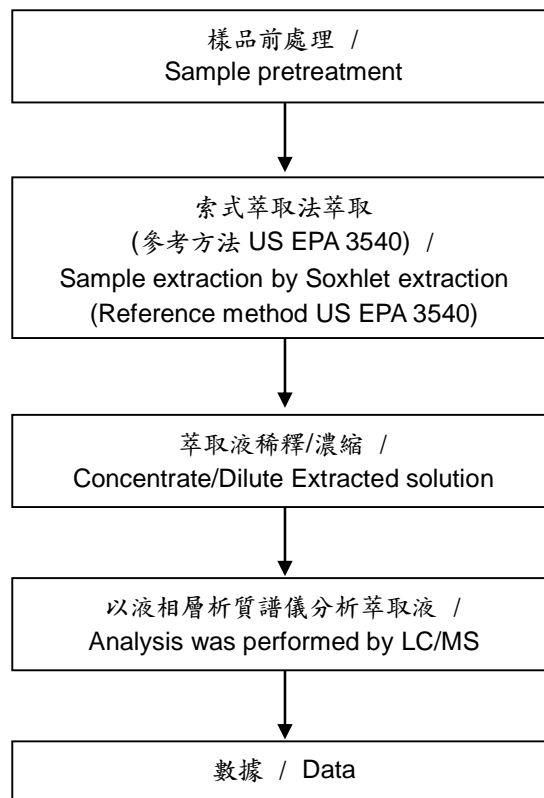 樣品前處理 /
Sample pretreatment
索式萃取法萃取
(參考方法 US EPA 3540) /
Sample extraction by Soxhlet extraction
(Reference method US EPA 3540)
萃取液稀釋/濃縮 /
Concentrate/Dilute Extracted solution
以液相層析質譜儀分析萃取液 /
Analysis was performed by LC/MS
數據 / Data